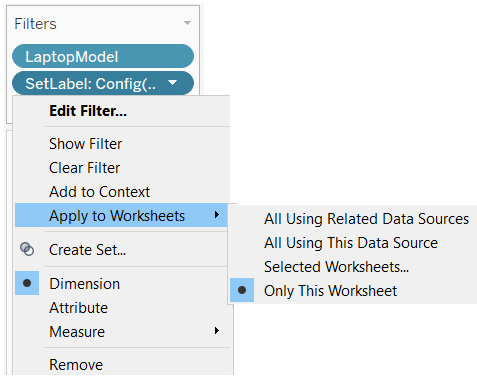 Filters
LaptopModel
SetLabel: Config(..
Edit Filter...
Show Filter
Clear Filter
Add to Context
Apply to Worksheets
All Using Related Data Sources
All Using This Data Source
Selected Worksheets...
Only This Worksheet
Create Set...
Dimension
Attribute
Measure
Remove